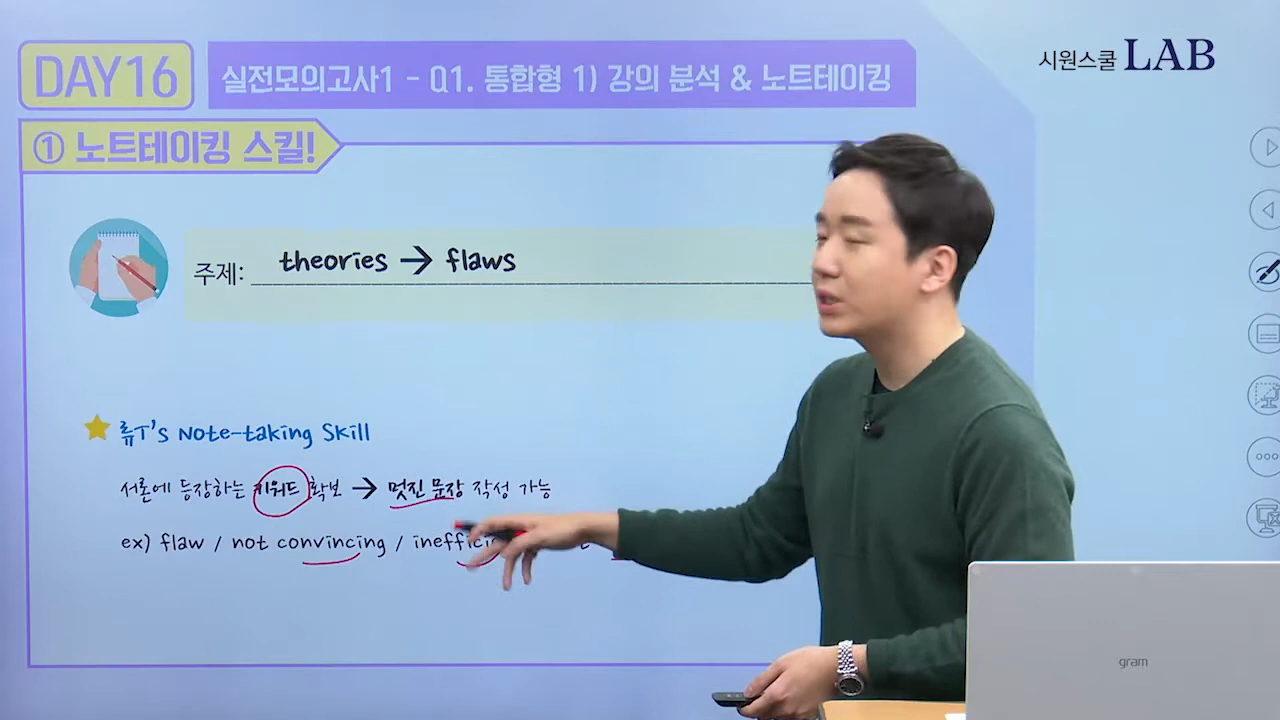 DAY16
실전모의고사1 - Q1. 통합형 1) 강의 분석 & 노트테이킹
시원스쿨 LAB
① 노트테이킹 스킬!
주제: theories → flaws
류T's Note-taking Skill
서론에 등장하는 키워드 확보 → 멋진 문장 작성 가능
ex) flaw / not convincing /
gram